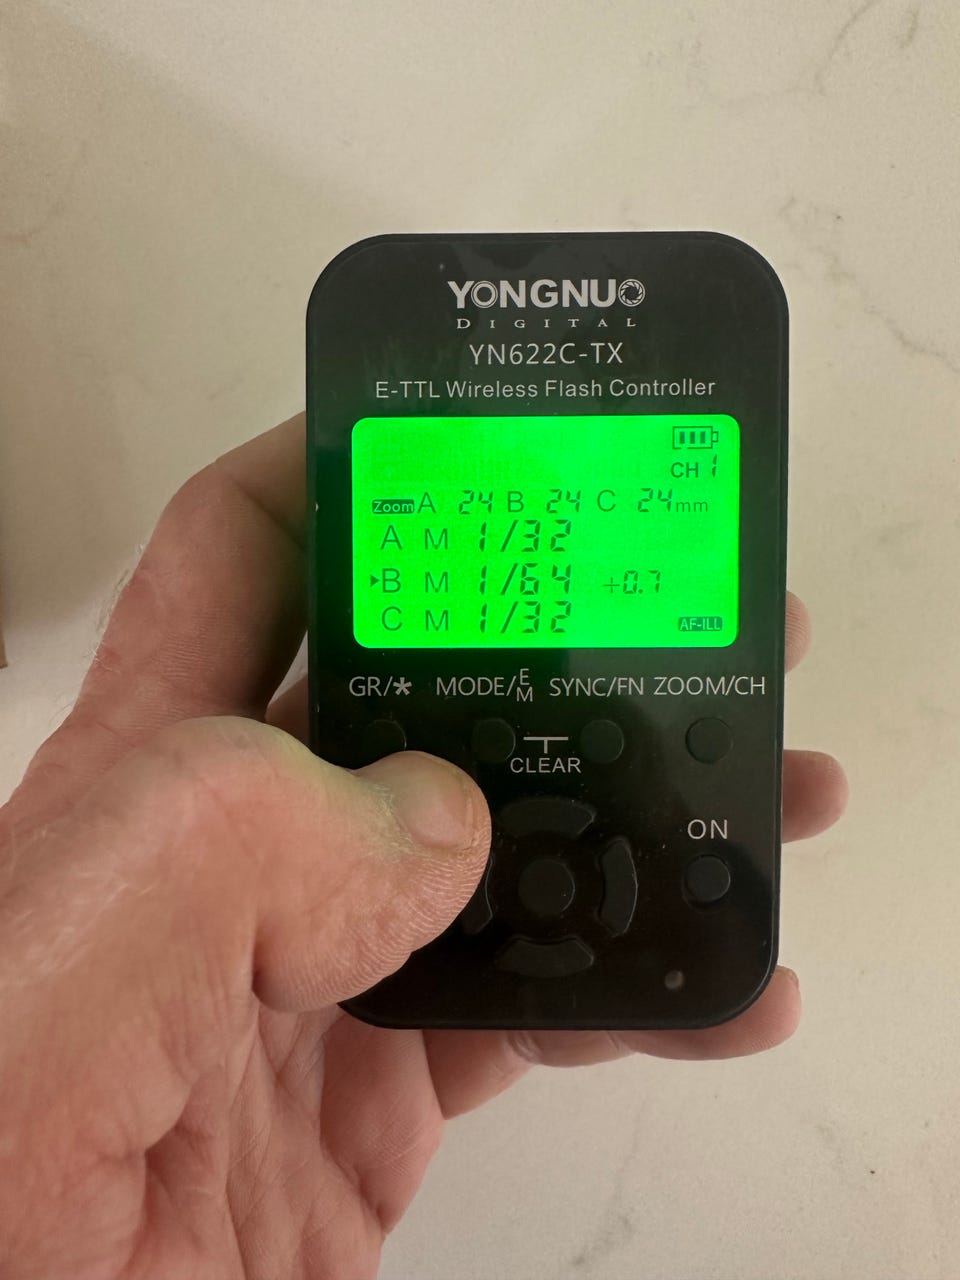 YONGNUO
DIGITAL
YN622C-TX
E-TTL Wireless Flash Controller
CH 1
Zoom A 24 B 24 C 24mm
A M 1/32
B M 1/64 +0.7
C M 1/32
AF-ILL
GR/* MODE/EM SYNC/FN ZOOM/CH
CLEAR
ON